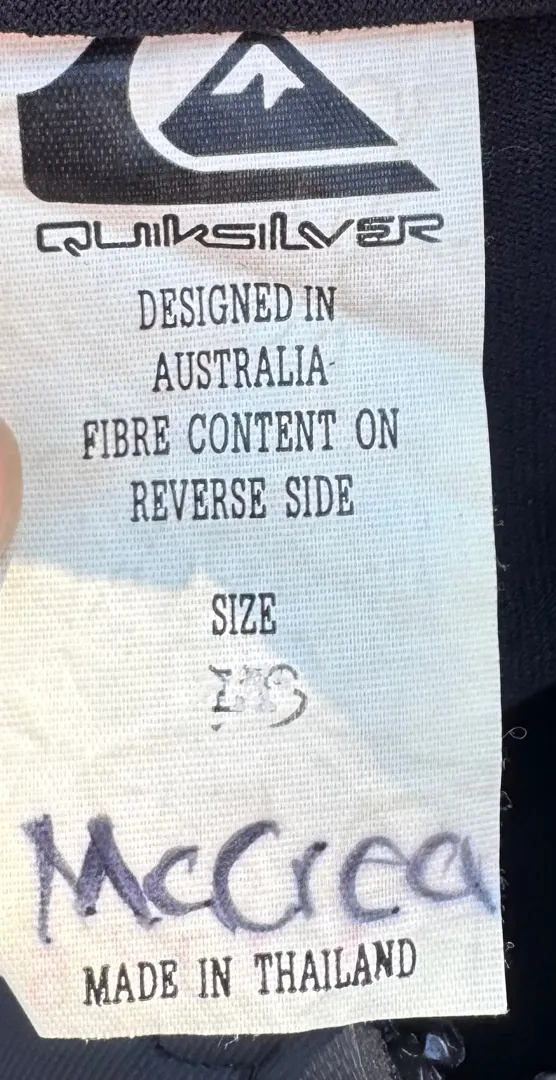 QUIKSILVER
DESIGNED IN
AUSTRALIA
FIBRE CONTENT ON
REVERSE SIDE
SIZE
McCrea
MADE IN THAILAND